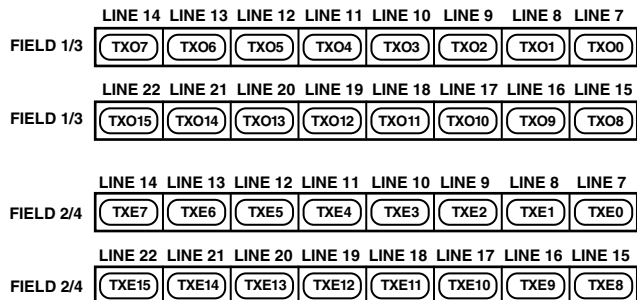 LINE 14 LINE 13 LINE 12 LINE 11 LINE 10 LINE 9 LINE 8 LINE 7
FIELD 1/3 TXO7 TXO6 TXO5 TXO4 TXO3 TXO2 TXO1 TXO0
LINE 22 LINE 21 LINE 20 LINE 19 LINE 18 LINE 17 LINE 16 LINE 15
FIELD 1/3 TXO15 TXO14 TXO13 TXO12 TXO11 TXO10 TXO9 TXO8
LINE 14 LINE 13 LINE 12 LINE 11 LINE 10 LINE 9 LINE 8 LINE 7
FIELD 2/4 TXE7 TXE6 TXE5 TXE4 TXE3 TXE2 TXE1 TXE0
LINE 22 LINE 21 LINE 20 LINE 19 LINE 18 LINE 17 LINE 16 LINE 15
FIELD 2/4 TXE15 TXE14 TXE13 TXE12 TXE11 TXE10 TXE9 TXE8